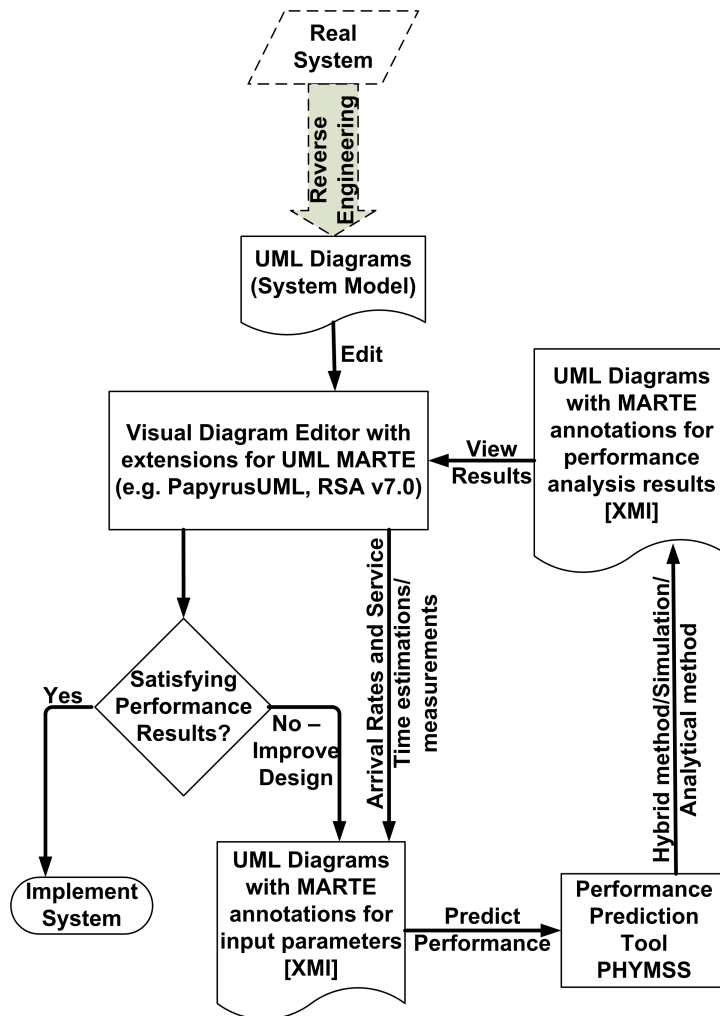 Real
System
Reverse
Engineering
UML Diagrams
(System Model)
Edit
Visual Diagram Editor with
extensions for UML MARTE
(e.g. PapyrusUML, RSA v7.0)
View
Results
UML Diagrams
with MARTE
annotations for
performance
analysis results
[XMI]
Arrival Rates and Service
Time estimations/
measurements
Hybrid method/Simulation/
Analytical method
Satisfying
Performance
Results?
Yes
No –
Improve
Design
Implement
System
UML Diagrams
with MARTE
annotations for
input parameters
[XMI]
Predict
Performance
Performance
Prediction
Tool
PHYMSS